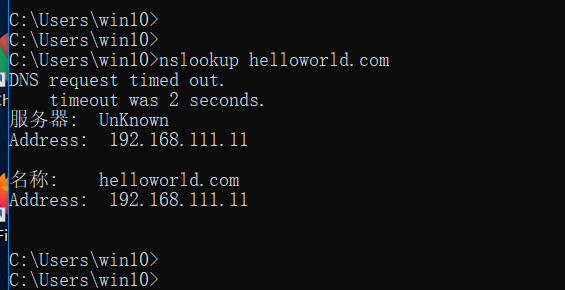 C:\Users\win10>
C:\Users\win10>
C:\Users\win10>nslookup helloworld.com
DNS request timed out.
    timeout was 2 seconds.
服务器:  UnKnown
Address:  192.168.111.11

名称:    helloworld.com
Address:  192.168.111.11

C:\Users\win10>
C:\Users\win10>